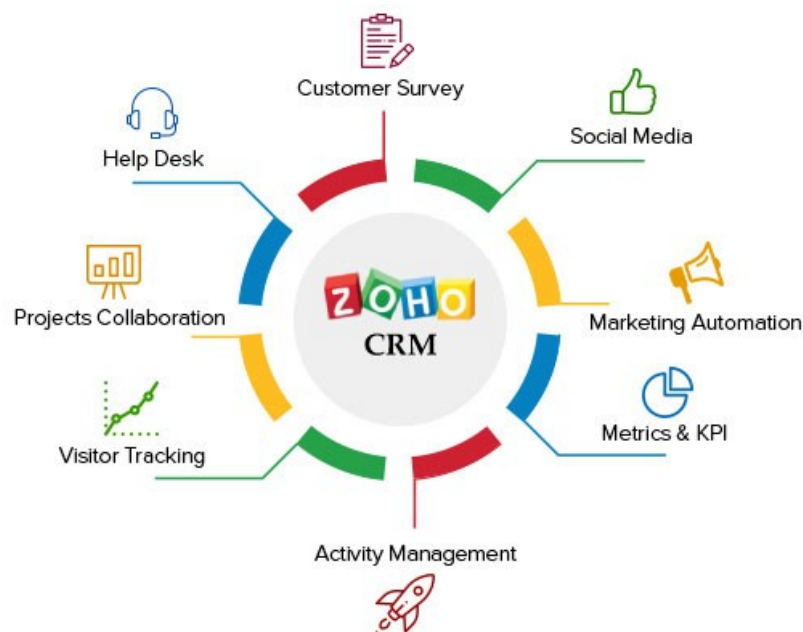 Customer Survey
Social Media
Help Desk
ZOHO
CRM
Projects Collaboration
Marketing Automation
Visitor Tracking
Metrics & KPI
Activity Management